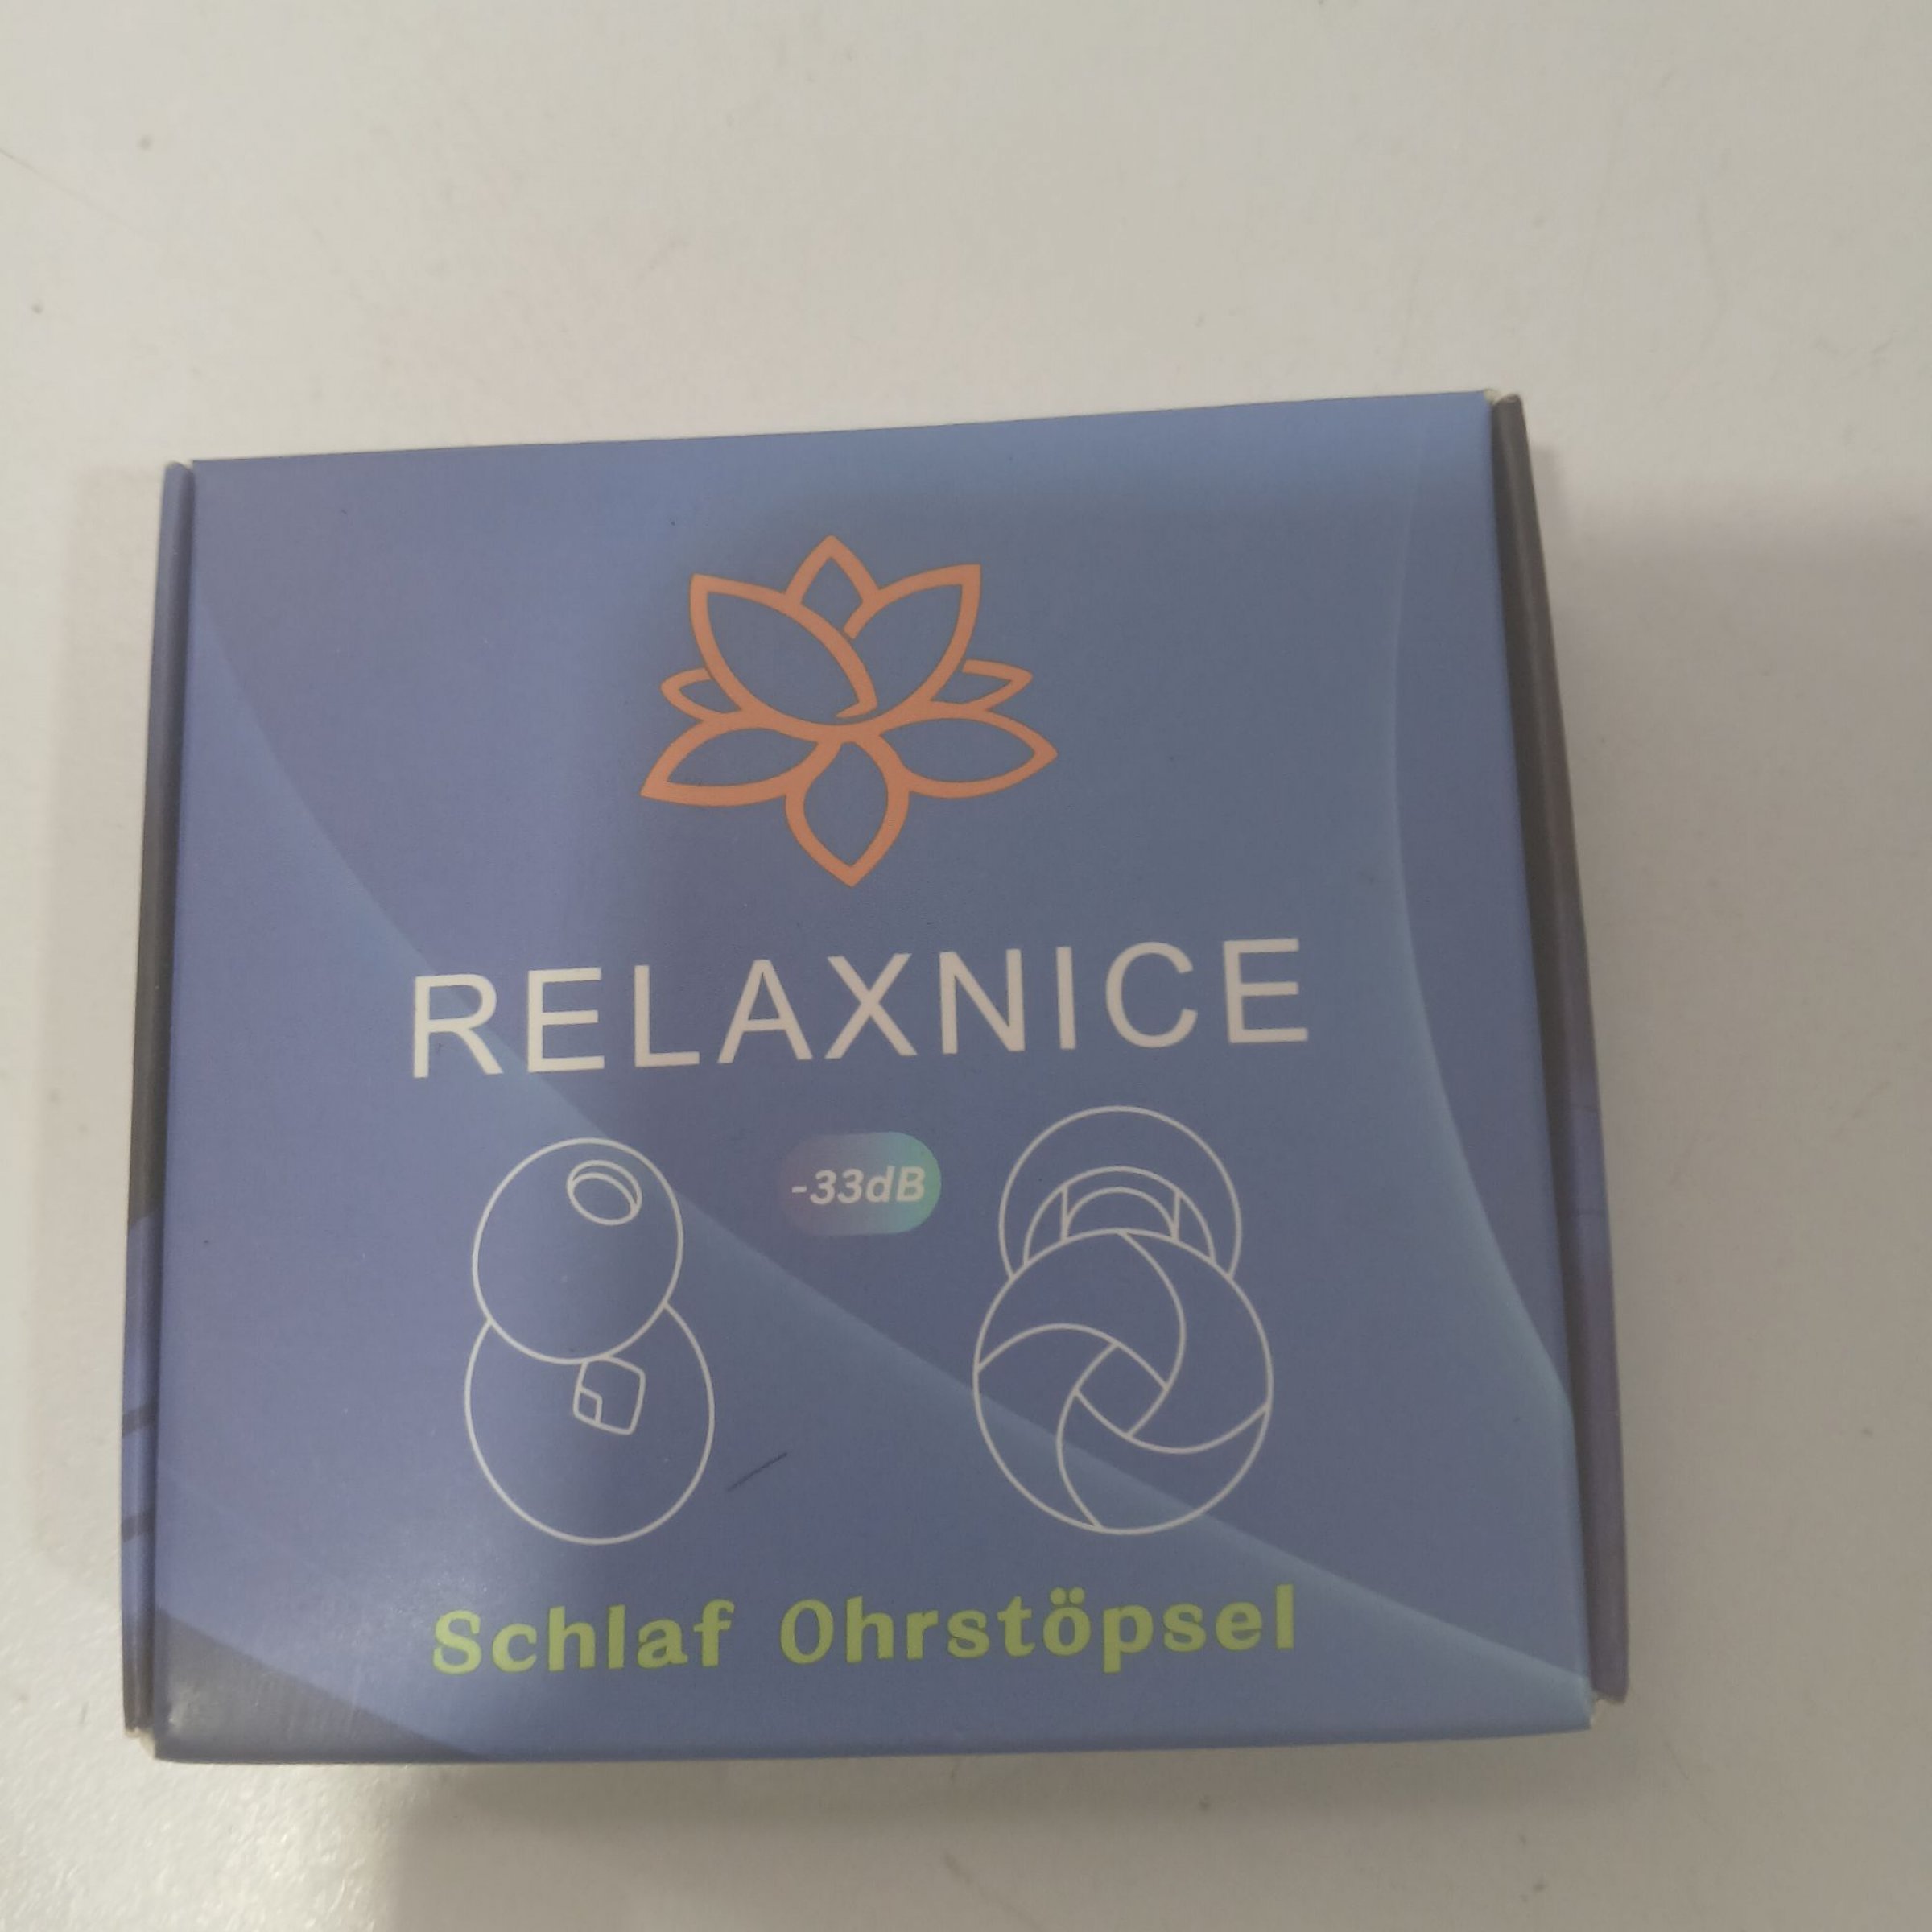 RELAXNICE
-33dB
Schlaf Ohrstöpsel